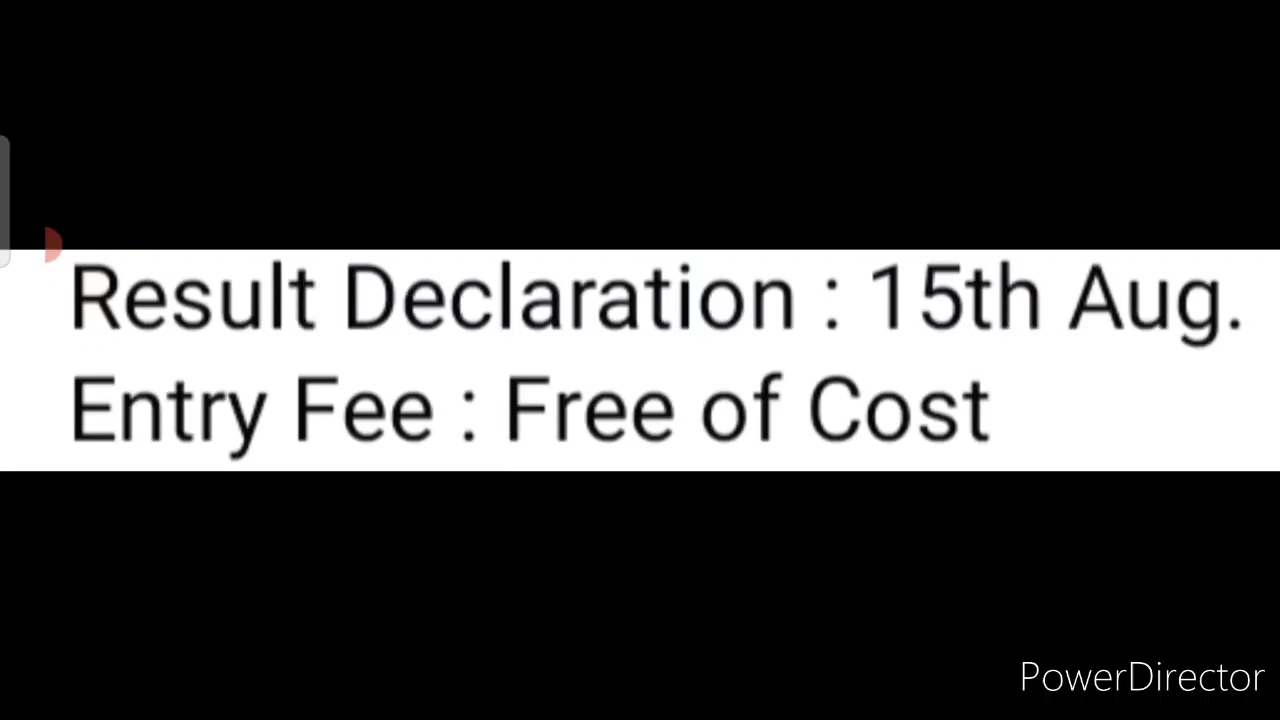 Result Declaration : 15th Aug.
Entry Fee : Free of Cost
PowerDirector